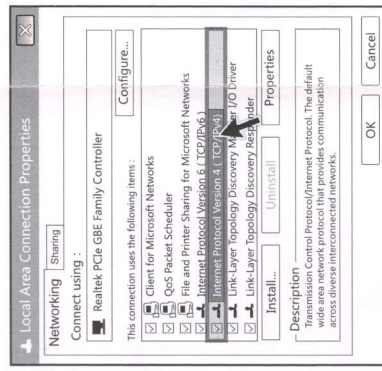 Local Area Connection Properties
Networking
Sharing
Connect using :
Realtek PCIe GBE Family Controller
Configure...
This connection uses the following items :
Client for Microsoft Networks
QoS Packet Scheduler
File and Printer Sharing for Microsoft Networks
Internet Protocol Version 6 ( TCP/IPv6 )
Internet Protocol Version 4 ( TCP/IPv4)
Link-Layer Topology Discovery I/O Driver
Link-Layer Topology Discovery Responder
Install...
Uninstall
Properties
Description
Transmission Control Protocol/Internet Protocol. The default
wide area network protocol that provides communication
across diverse interconnected networks.
OK
Cancel